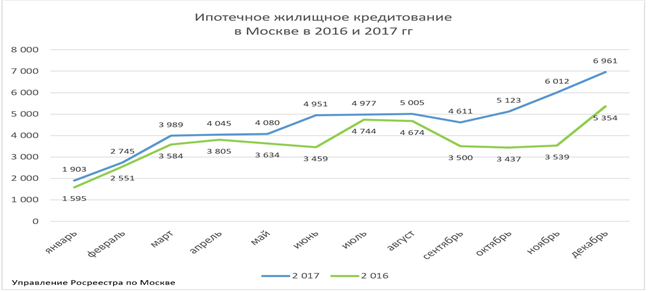 Ипотечное жилищное кредитование
в Москве в 2016 и 2017 гг
8 000
7 000
6 000
5 000
4 000
3 000
2 000
1 000
0
1 903
2 745
3 989
4 045
4 080
4 951
4 977
5 005
4 611
5 123
6 012
6 961
1 595
2 551
3 584
3 805
3 634
3 459
4 744
4 674
3 500
3 437
3 539
5 354
январь
февраль
март
апрель
май
июнь
июль
август
сентябрь
октябрь
ноябрь
декабрь
2 017 2 016
Управление Росреестра по Москве